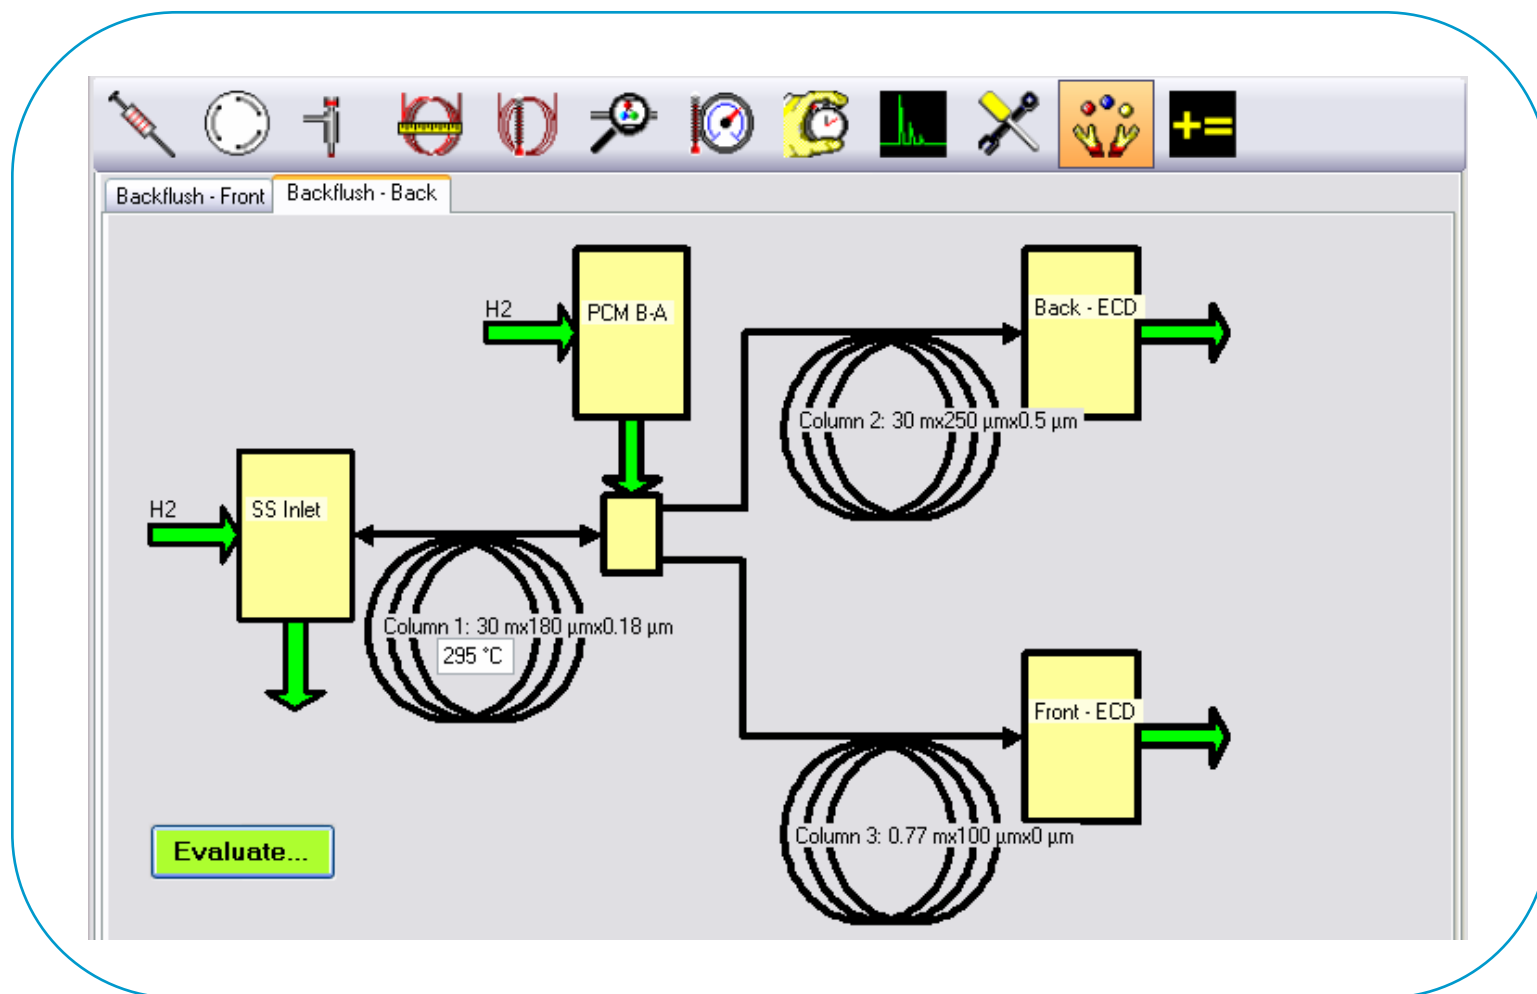 +=
Backflush - Front
Backflush - Back
H2
PCM B-A
Back - ECD
Column 2: 30 mx250 µmx0.5 µm
H2
SS Inlet
Column 1: 30 mx180 µmx0.18 µm
295 °C
Front - ECD
Column 3: 0.77 mx100 µmx0 µm
Evaluate...